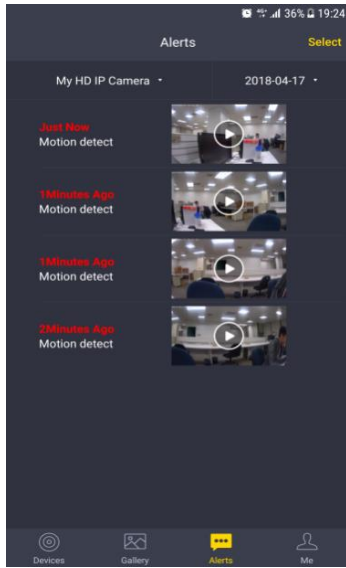 36% 19:24
Alerts
Select
My HD IP Camera
2018-04-17
Just Now
Motion detect
1Minutes Ago
Motion detect
1Minutes Ago
Motion detect
2Minutes Ago
Motion detect
Devices
Gallery
Alerts
Me